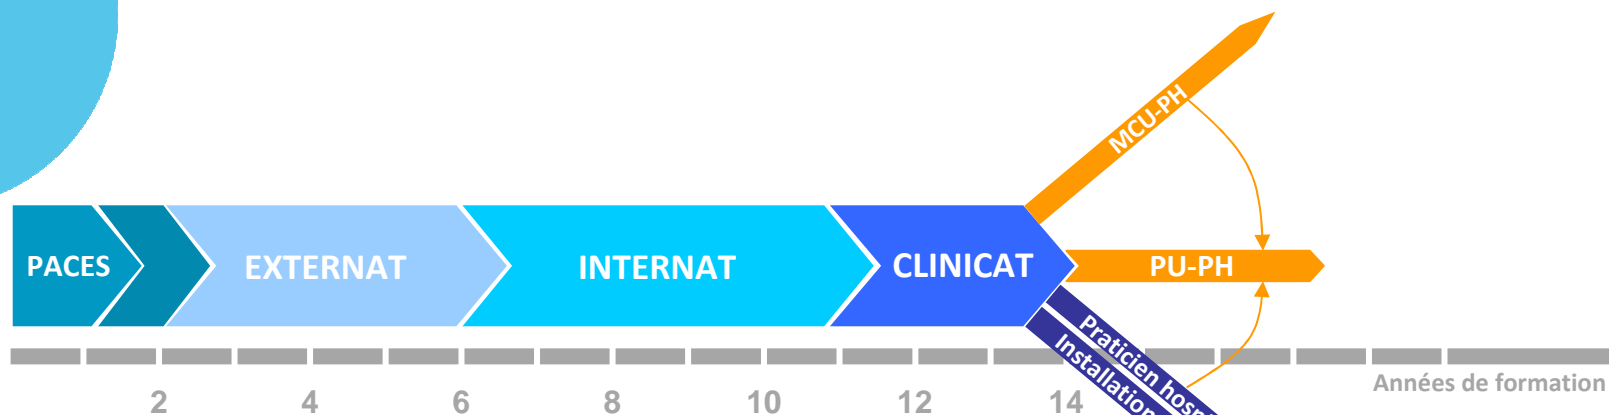 MCU-PH
PACES
EXTERNAT
INTERNAT
CLINICAT
PU-PH
Praticien
Installation
2
4
6
8
10
12
14
Années de formation